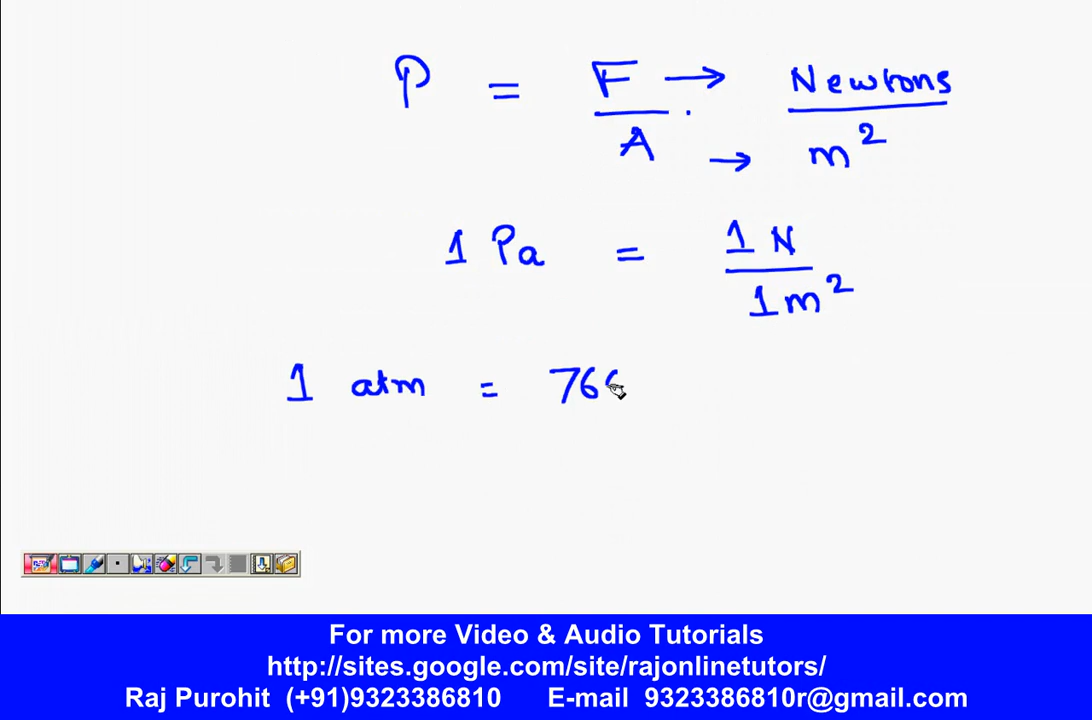 P = F/A → Newtons
→ m²
1 Pa = 1 N / 1 m²
1 atm = 76
For more Video & Audio Tutorials
http://sites.google.com/site/rajonlinetutors/
Raj Purohit (+91)9323386810 E-mail 9323386810r@gmail.com